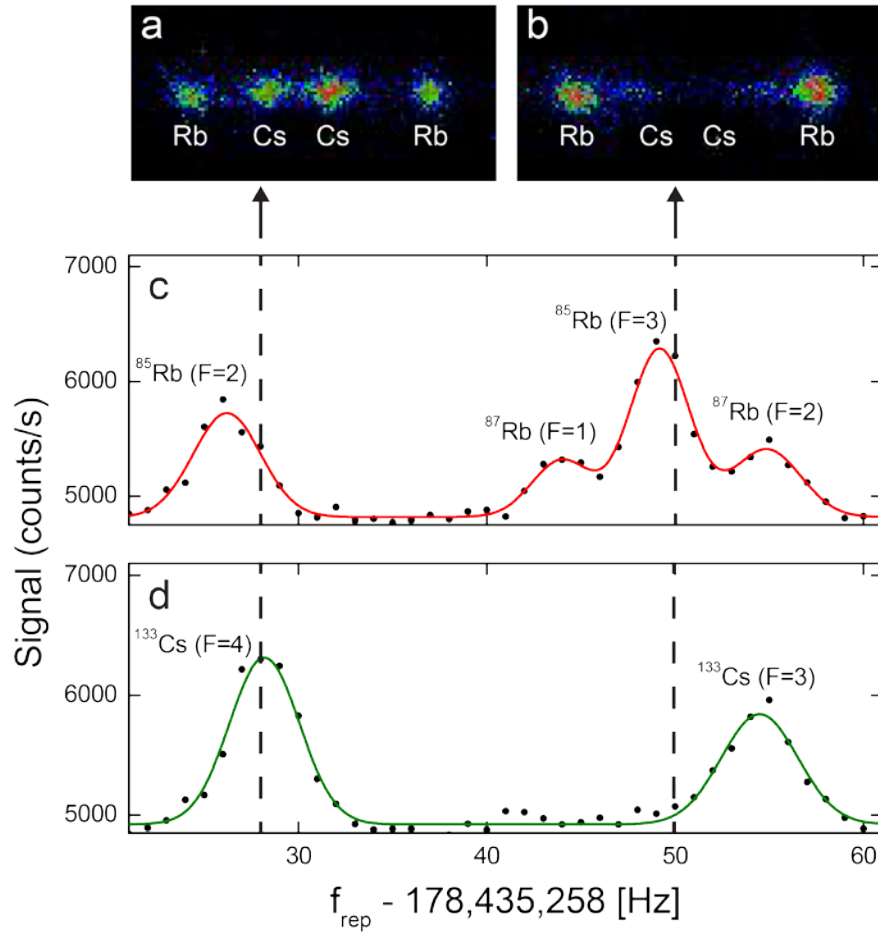 a
b
Rb Cs Cs Rb
Rb Cs Cs Rb
7000
c
⁸⁵Rb (F=3)
⁸⁵Rb (F=2)
⁸⁷Rb (F=2)
⁸⁷Rb (F=1)
6000
5000
Signal (counts/s)
7000
d
¹³³Cs (F=4)
¹³³Cs (F=3)
6000
5000
30 40 50 60
f_rep - 178,435,258 [Hz]